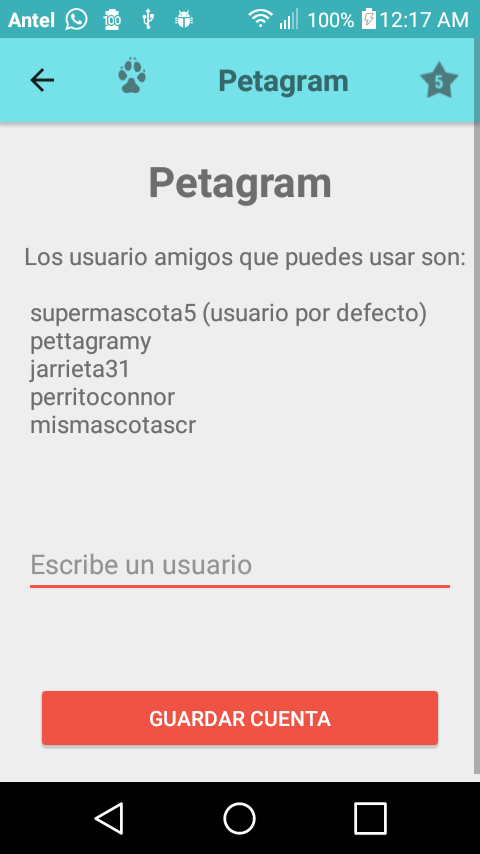 Antel 100 100% 12:17 AM
Petagram 5
Petagram
Los usuario amigos que puedes usar son:
supermascota5 (usuario por defecto)
pettagramy
jarrieta31
perritoconnor
mismascotascr
Escribe un usuario
GUARDAR CUENTA